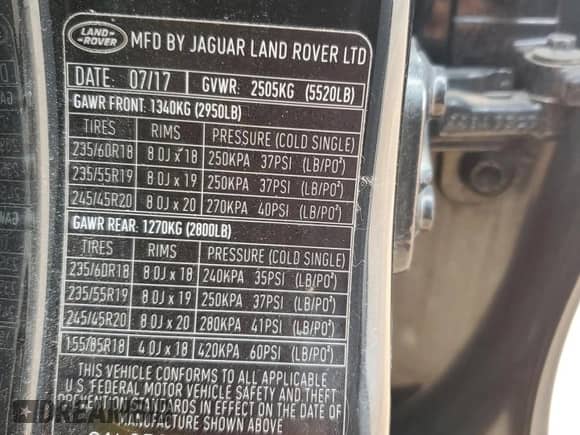 LAND ROVER
MFD BY JAGUAR LAND ROVER LTD
DATE: 07/17 GVWR: 2505KG (5520LB)
GAWR FRONT: 1340KG (2950LB)
TIRES RIMS PRESSURE (COLD SINGLE)
235/60R18 8 0J x 18 250KPA 37PSI (LB/PO²)
235/55R19 8 0J x 19 250KPA 37PSI (LB/PO²)
245/45R20 8 0J x 20 270KPA 40PSI (LB/PO²)
GAWR REAR: 1270KG (2800LB)
TIRES RIMS PRESSURE (COLD SINGLE)
235/60R18 8 0J x 18 240KPA 35PSI (LB/PO²)
235/55R19 8 0J x 19 250KPA 37PSI (LB/PO²)
245/45R20 8 0J x 20 280KPA 41PSI (LB/PO²)
155/85R18 4 0J x 18 420KPA 60PSI (LB/PO²)
THIS VEHICLE CONFORMS TO ALL APPLICABLE
U S FEDERAL MOTOR VEHICLE SAFETY AND THEFT
PREVENTION STANDARDS IN EFFECT ON THE DATE
OF MANUFACTURE SHOWN ABOVE